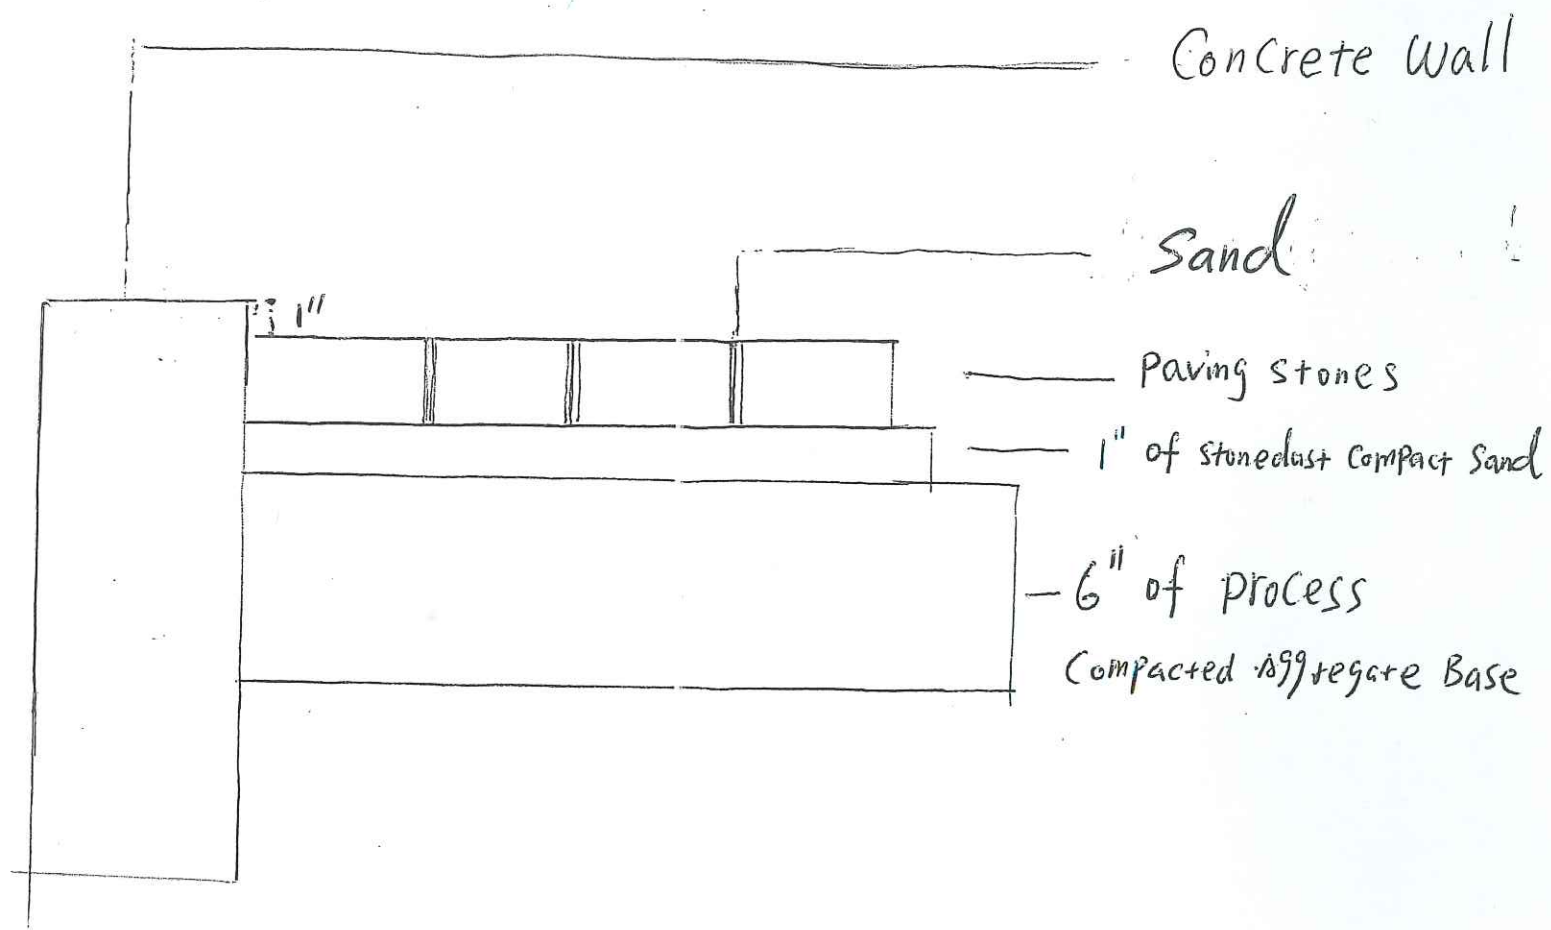 Concrete Wall
Sand
1"
Paving stones
1" of Stonedust Compact Sand
6" of process
Compacted Aggregate Base